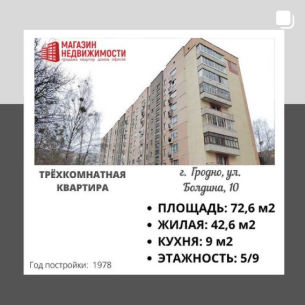 МАГАЗИН
НЕДВИЖИМОСТИ
продажа квартир домов офисов
ТРЁХКОМНАТНАЯ
КВАРТИРА
г. Гродно, ул.
Болдина, 10
• ПЛОЩАДЬ: 72,6 м2
• ЖИЛАЯ: 42,6 м2
• КУХНЯ: 9 м2
• ЭТАЖНОСТЬ: 5/9
Год постройки: 1978